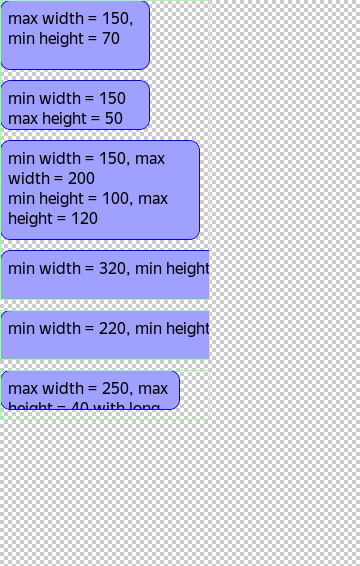 max width = 150,
min height = 70
min width = 150
max height = 50
min width = 150, max
width = 200
min height = 100, max
height = 120
min width = 320, min height
min width = 220, min height
max width = 250, max
height = 40 with long